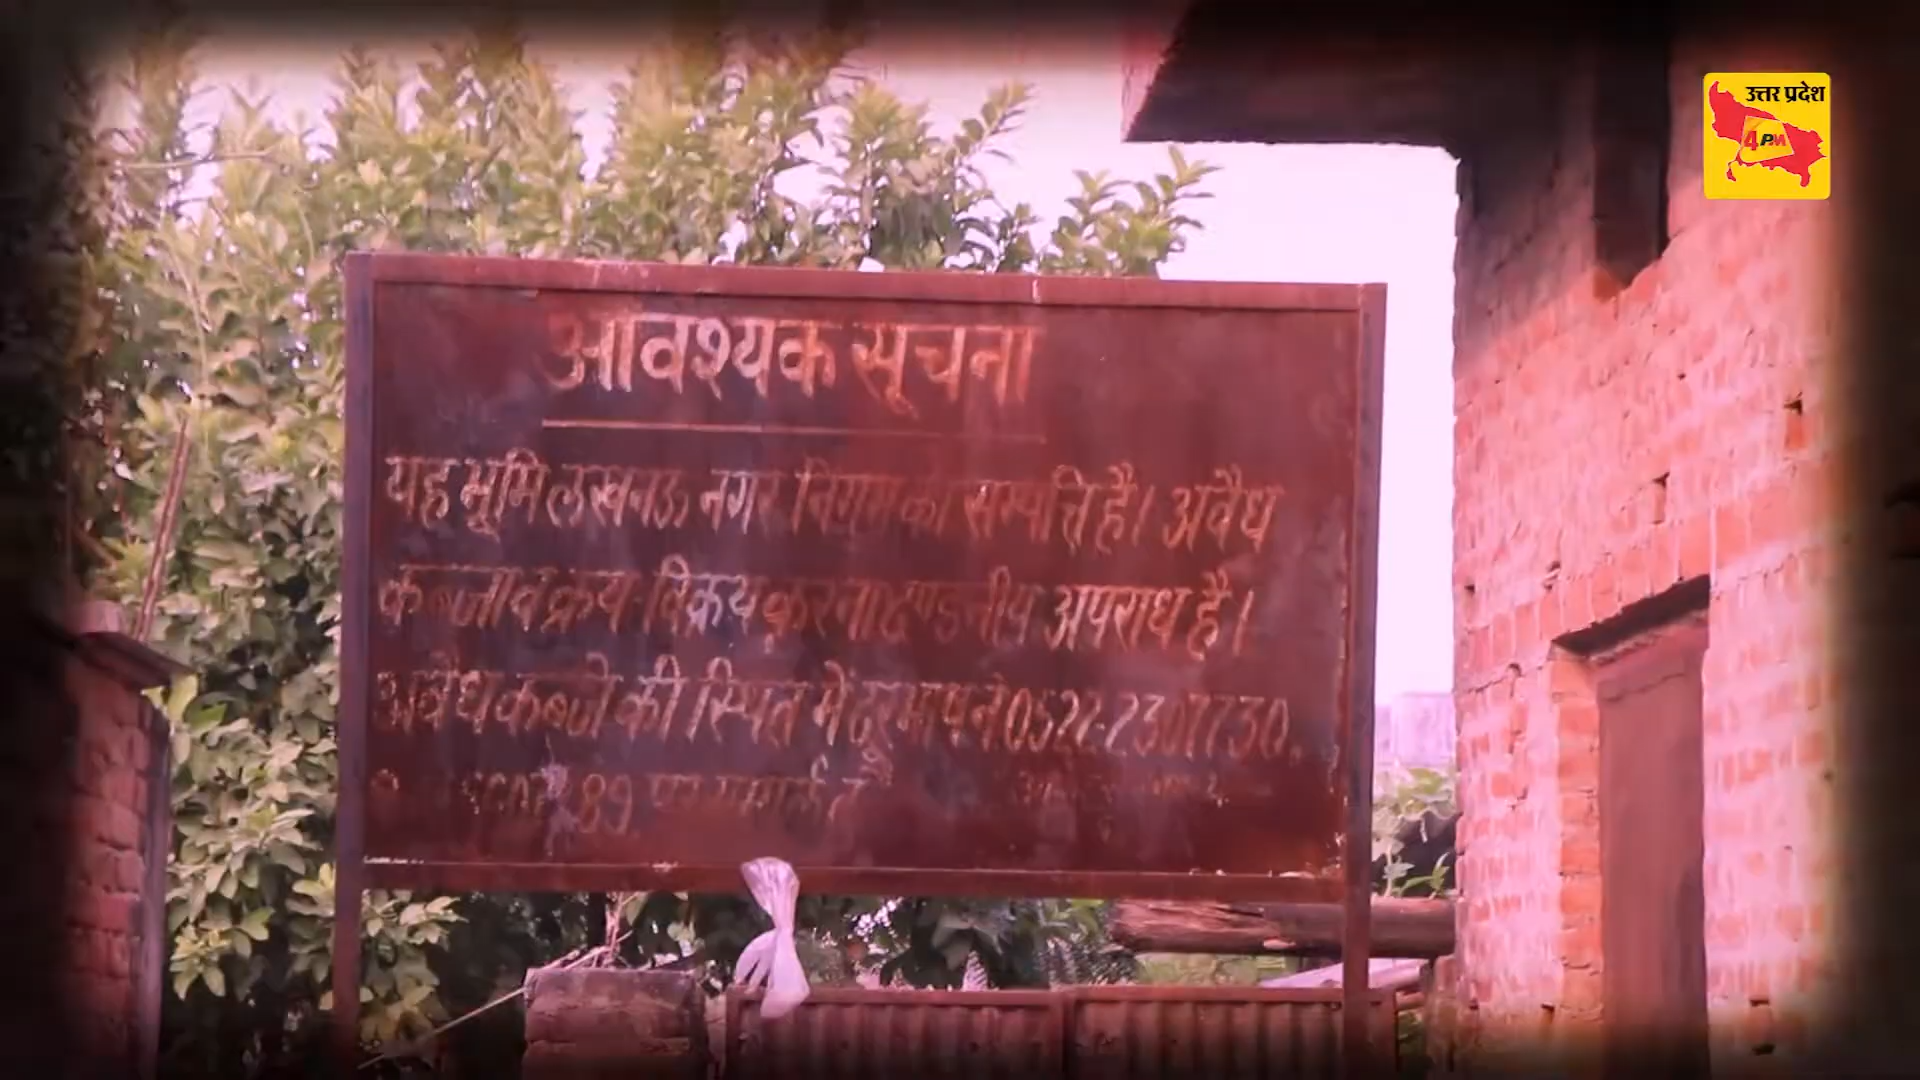 उत्तर प्रदेश
4PM
आवश्यक सूचना
यह भूमि लखनऊ नगर निगम की सम्पत्ति है। अवैध
कब्जा व क्रय-विक्रय करना दण्डनीय अपराध है।
अवैध कब्जे की स्थित में दूरभाष नं 0522-2307730,
89